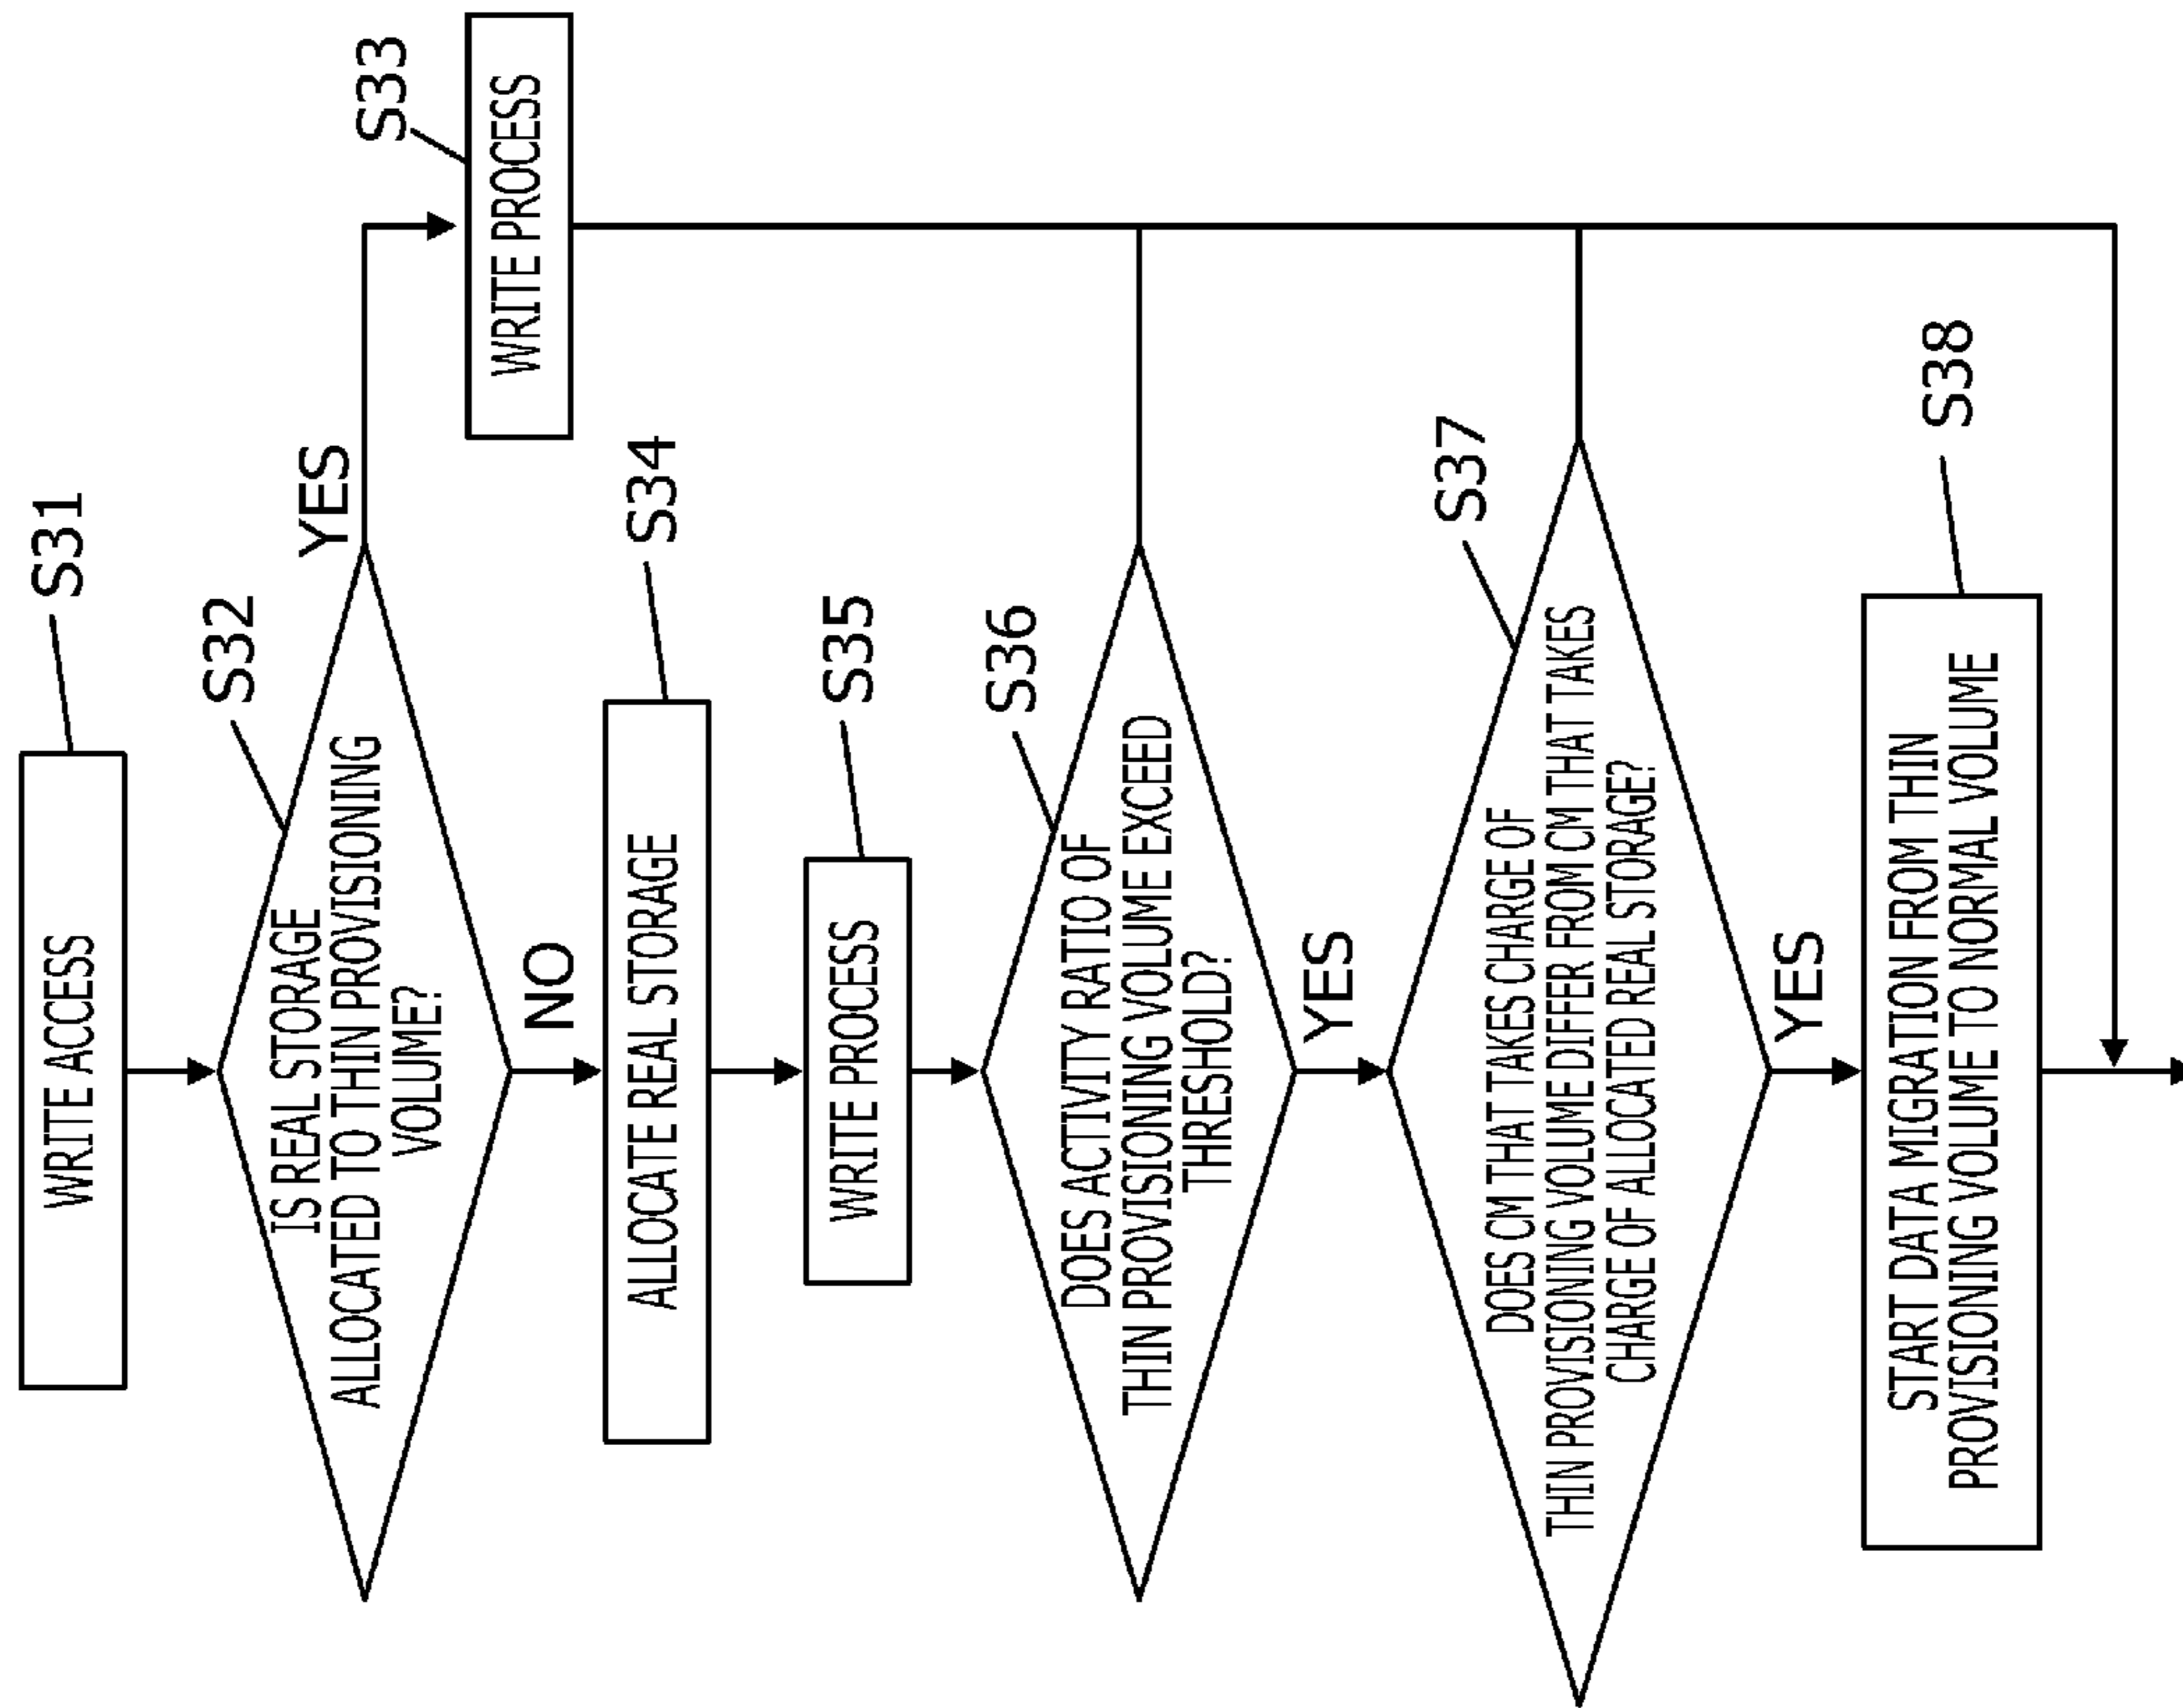 S31
WRITE ACCESS
S32
IS REAL STORAGE
ALLOCATED TO THIN PROVISIONING
VOLUME?
YES
S33
WRITE PROCESS
NO
S34
ALLOCATE REAL STORAGE
S35
WRITE PROCESS
S36
DOES ACTIVITY RATIO OF
THIN PROVISIONING VOLUME EXCEED
THRESHOLD?
YES
S37
DOES CM THAT TAKES CHARGE OF
THIN PROVISIONING VOLUME DIFFER FROM CM THAT TAKES
CHARGE OF ALLOCATED REAL STORAGE?
YES
S38
START DATA MIGRATION FROM THIN
PROVISIONING VOLUME TO NORMAL VOLUME